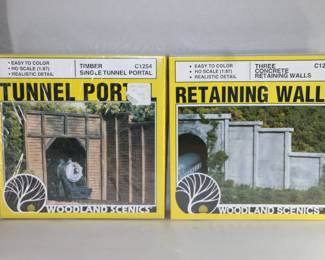 • EASY TO COLOR
• HO SCALE (1:87)
• REALISTIC DETAIL
TIMBER C1254
SINGLE TUNNEL PORTAL
TUNNEL PORT
WOODLAND SCENICS
• EASY TO COLOR
• HO SCALE (1:87)
• REALISTIC DETAIL
THREE C12
CONCRETE
RETAINING WALLS
RETAINING WALL
WOODLAND SCENICS